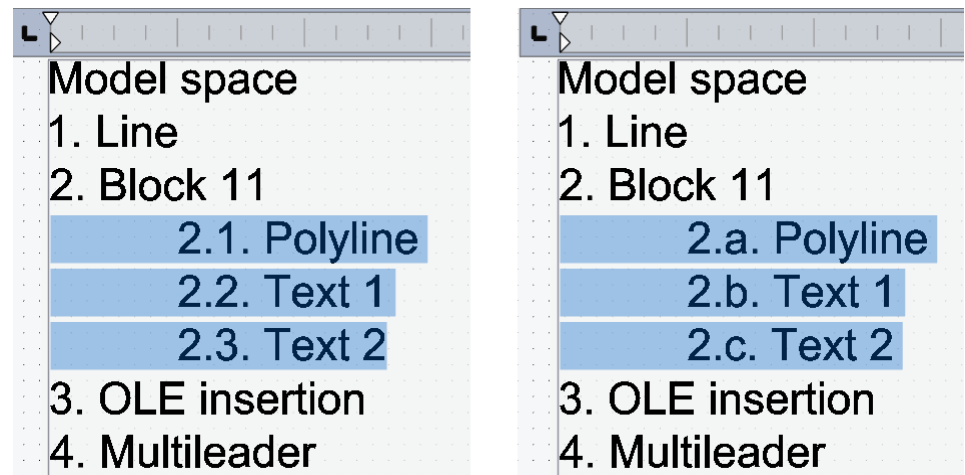 Model space
1. Line
2. Block 11
2.1. Polyline
2.2. Text 1
2.3. Text 2
3. OLE insertion
4. Multileader
Model space
1. Line
2. Block 11
2.a. Polyline
2.b. Text 1
2.c. Text 2
3. OLE insertion
4. Multileader